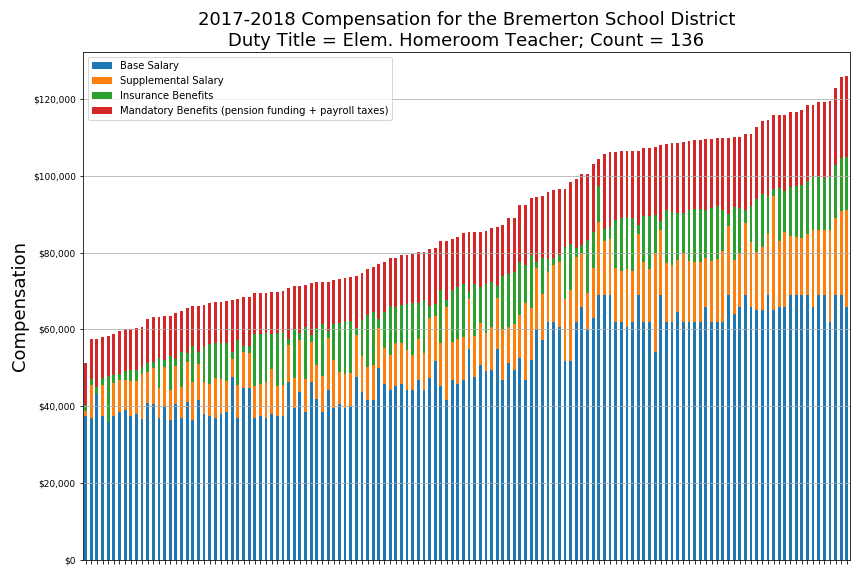 2017-2018 Compensation for the Bremerton School District
Duty Title = Elem. Homeroom Teacher; Count = 136
Base Salary
Supplemental Salary
Insurance Benefits
Mandatory Benefits (pension funding + payroll taxes)
$120,000
$100,000
$80,000
$60,000
$40,000
$20,000
$0
Compensation